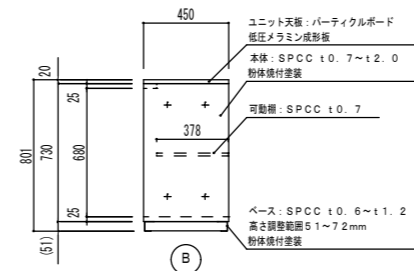 450
ユニット天板：パーティクルボード
低圧メラミン成形板
本体：SPCC t0.7～t2.0
粉体焼付塗装
20
25
378
可動棚：SPCC t0.7
801
730
680
25
ベース：SPCC t0.6～t1.2
高さ調整範囲51～72mm
粉体焼付塗装
(51)
B